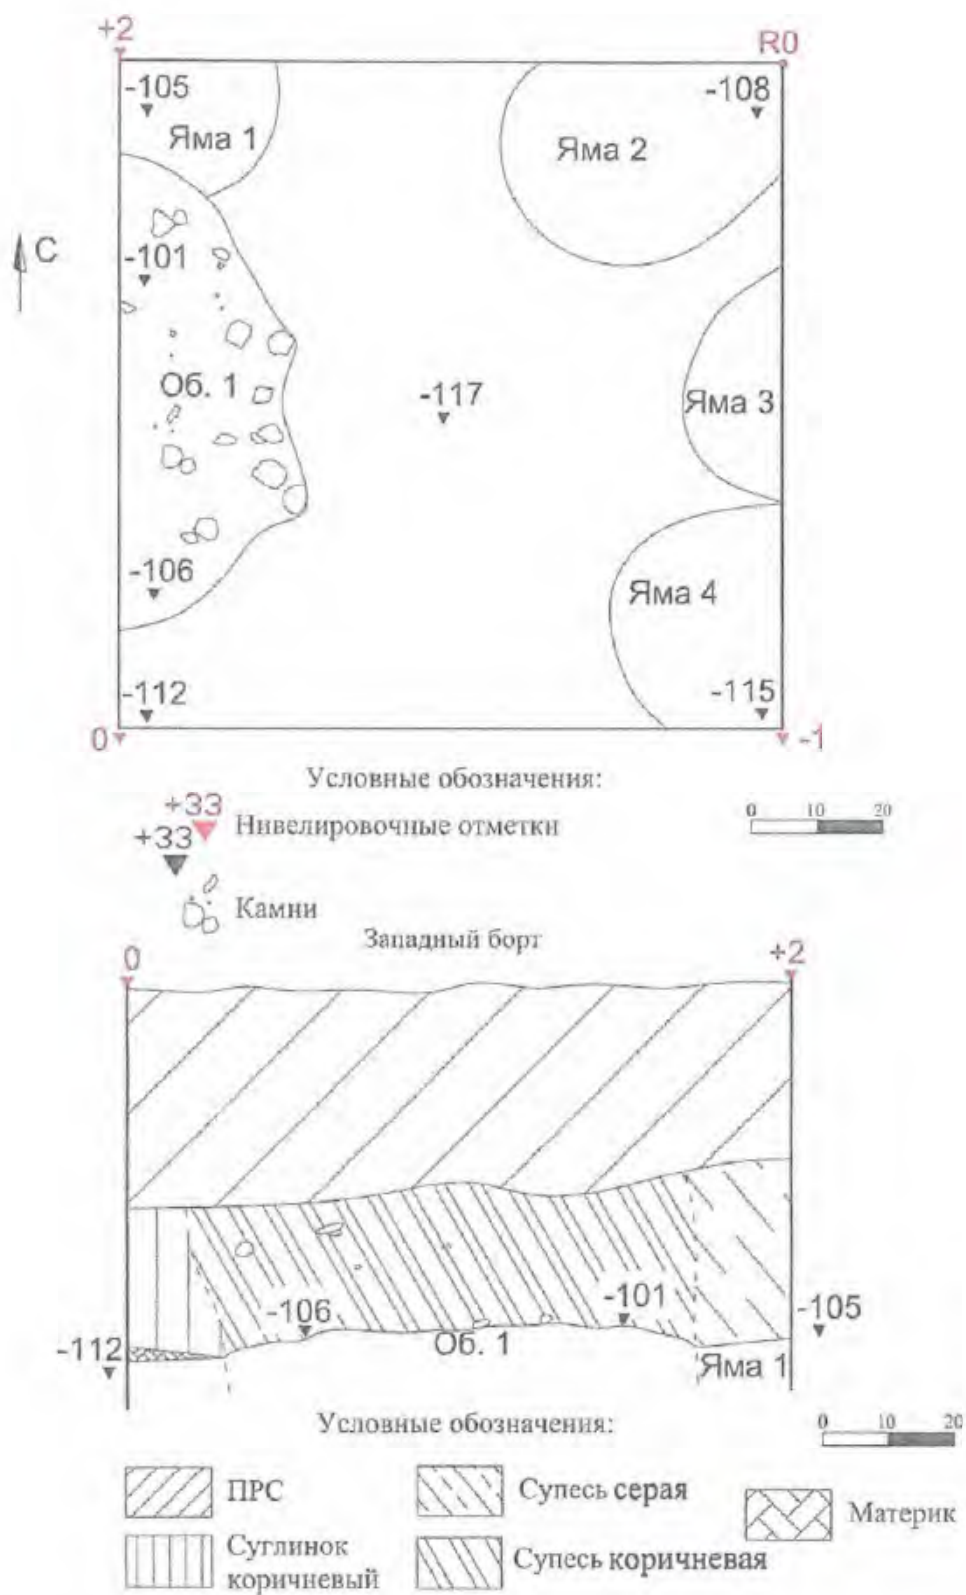 +2
R0
-105
-108
Яма 1
Яма 2
С
-101
Об. 1
-117
Яма 3
-106
Яма 4
-112
-115
0
-1
Условные обозначения:
+33
Нивелировочные отметки
0 10 20
+33
Камни
Западный борт
0
+2
-106
-101
-105
-112
Об. 1
Яма 1
Условные обозначения:
0 10 20
ПРС
Супесь серая
Материк
Суглинок
коричневый
Супесь коричневая